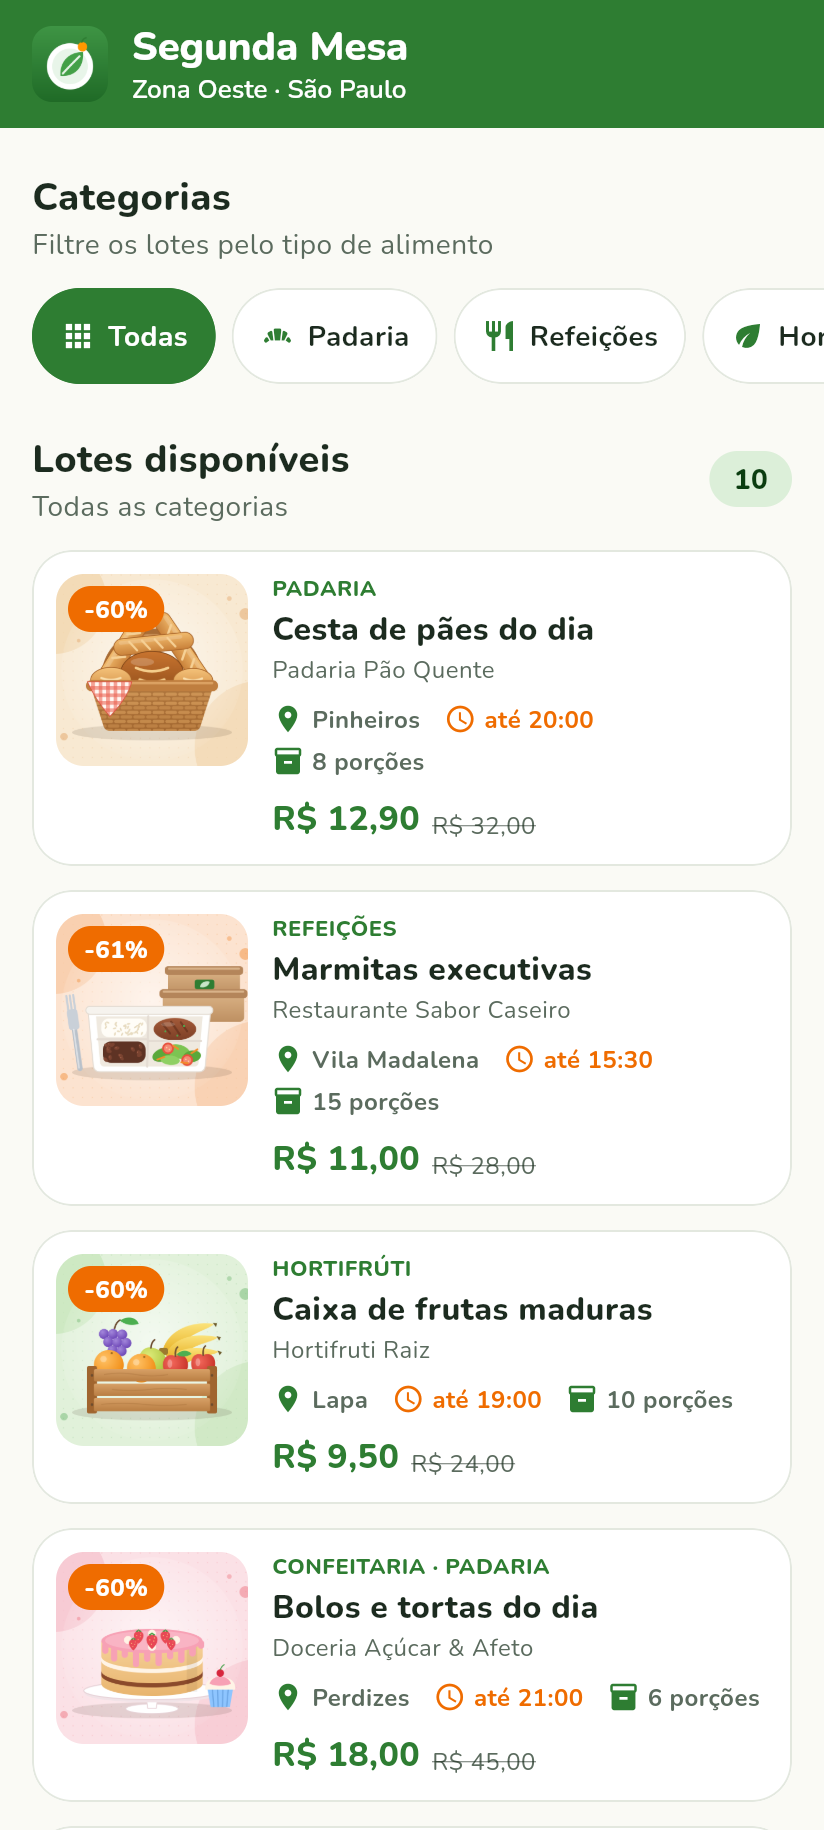 Segunda Mesa
Zona Oeste · São Paulo
Categorias
Filtre os lotes pelo tipo de alimento
Todas
Padaria
Refeições
Hor
Lotes disponíveis
10
Todas as categorias
-60%
PADARIA
Cesta de pães do dia
Padaria Pão Quente
Pinheiros
até 20:00
8 porções
R$ 12,90 R$ 32,00
-61%
REFEIÇÕES
Marmitas executivas
Restaurante Sabor Caseiro
Vila Madalena
até 15:30
15 porções
R$ 11,00 R$ 28,00
-60%
HORTIFRÚTI
Caixa de frutas maduras
Hortifruti Raiz
Lapa
até 19:00
10 porções
R$ 9,50 R$ 24,00
-60%
CONFEITARIA · PADARIA
Bolos e tortas do dia
Doceria Açúcar & Afeto
Perdizes
até 21:00
6 porções
R$ 18,00 R$ 45,00